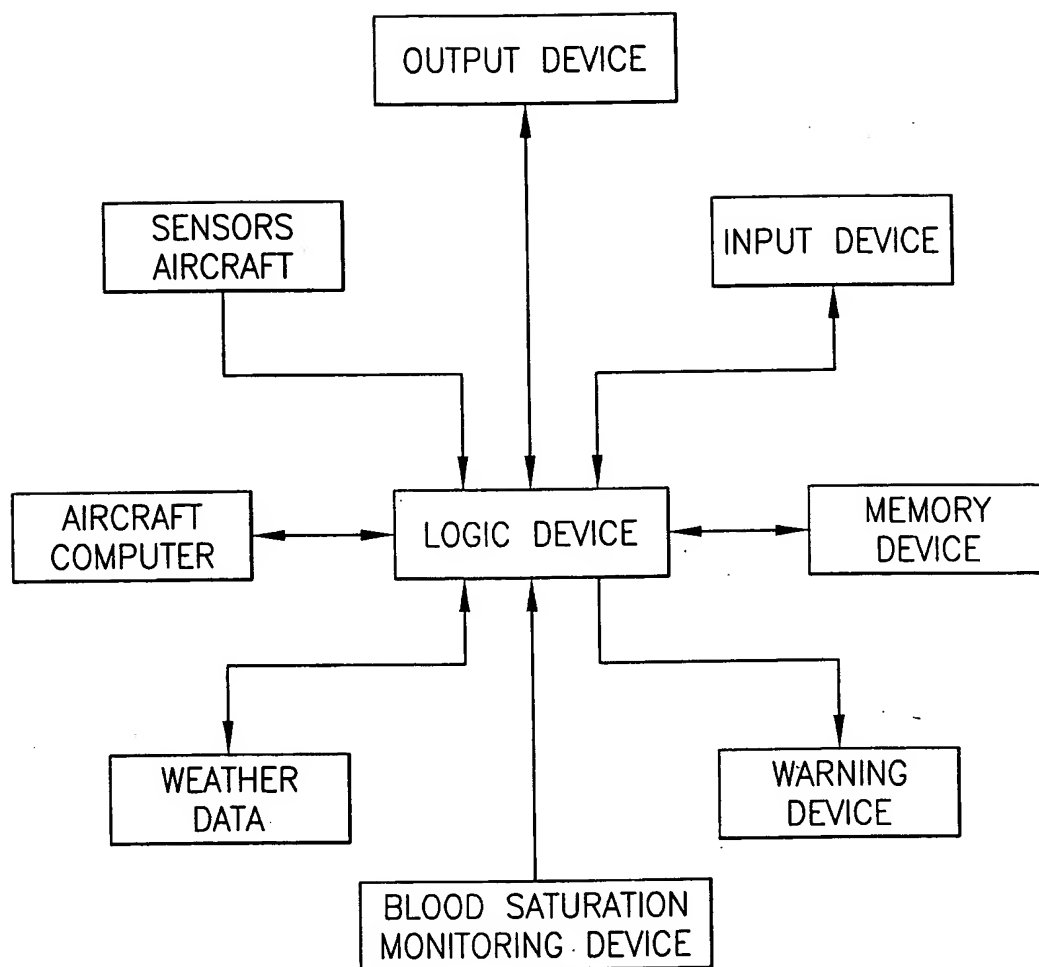 OUTPUT DEVICE
SENSORS
AIRCRAFT
INPUT DEVICE
AIRCRAFT
COMPUTER
LOGIC DEVICE
MEMORY
DEVICE
WEATHER
DATA
WARNING
DEVICE
BLOOD SATURATION
MONITORING DEVICE